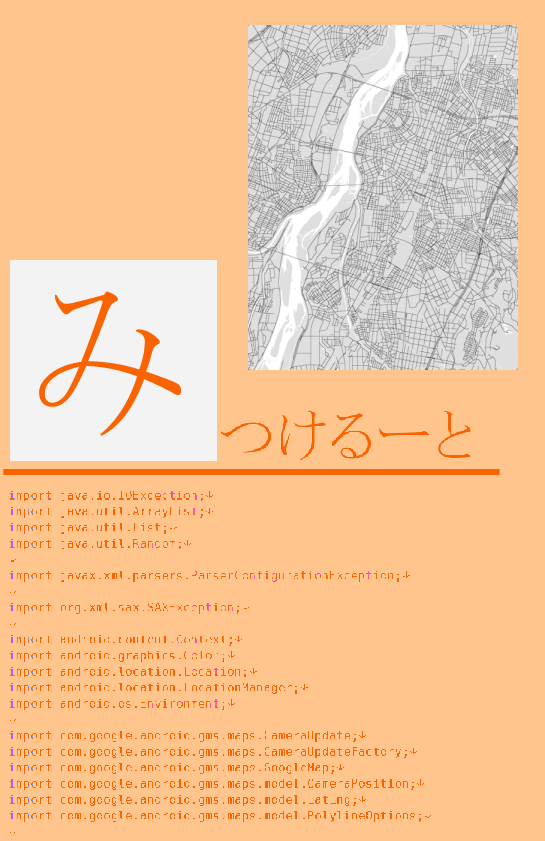 みつけるーと
import java.io.IOException;↓
import java.util.ArrayList;↓
import java.util.List;↓
import java.util.Random;↓
↓
import javax.xml.parsers.ParserConfigurationException;↓
↓
import org.xml.sax.SAXException;↓
↓
import android.content.Context;↓
import android.graphics.Color;↓
import android.location.Location;↓
import android.location.LocationManager;↓
import android.os.Environment;↓
↓
import com.google.android.gms.maps.CameraUpdate;↓
import com.google.android.gms.maps.CameraUpdateFactory;↓
import com.google.android.gms.maps.GoogleMap;↓
import com.google.android.gms.maps.model.CameraPosition;↓
import com.google.android.gms.maps.model.LatLng;↓
import com.google.android.gms.maps.model.PolylineOptions;↓
↓